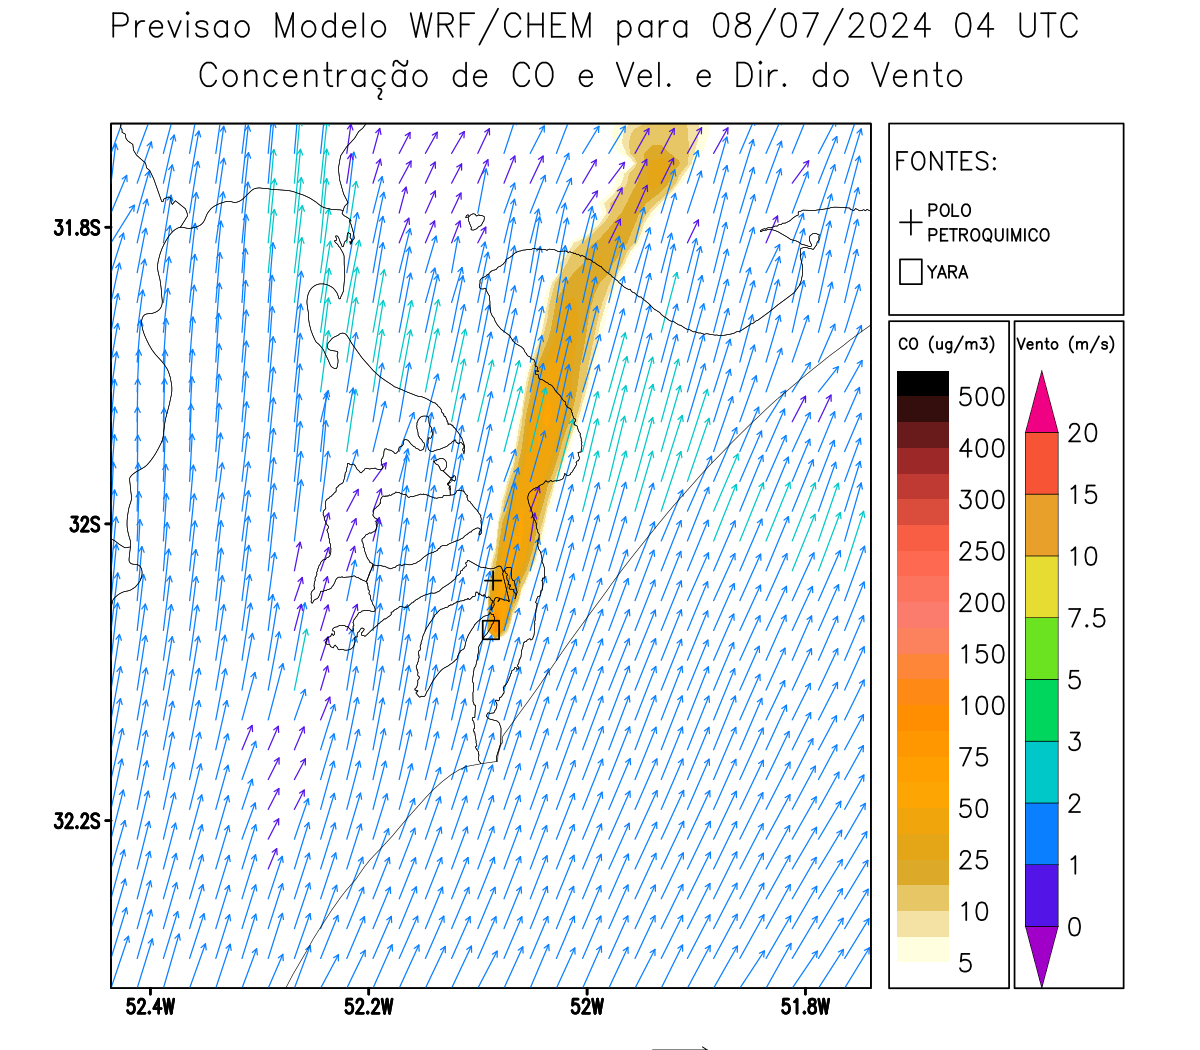 Previsao Modelo WRF/CHEM para 08/07/2024 04 UTC
Concentração de CO e Vel. e Dir. do Vento
FONTES:
POLO
PETROQUIMICO
YARA
CO (ug/m3)
500
400
300
250
200
150
100
75
50
25
10
5
Vento (m/s)
20
15
10
7.5
5
3
2
1
0
31.8S
32S
32.2S
52.4W
52.2W
52W
51.8W